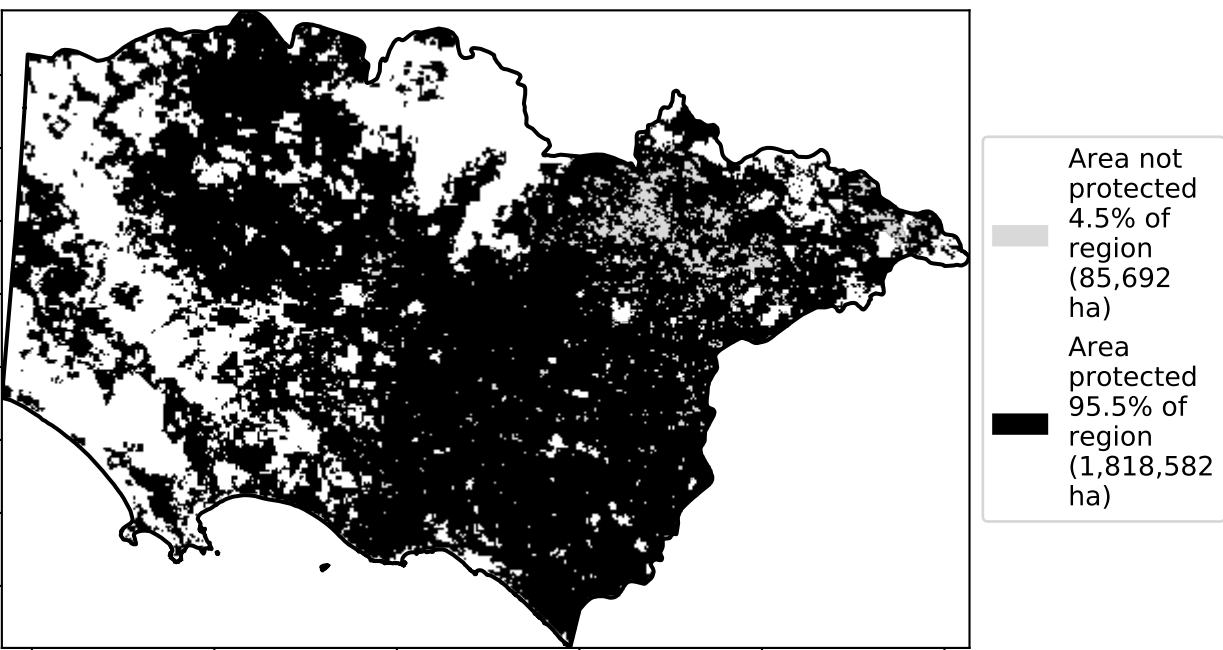 Area not
protected
4.5% of
region
(85,692
ha)
Area
protected
95.5% of
region
(1,818,582
ha)